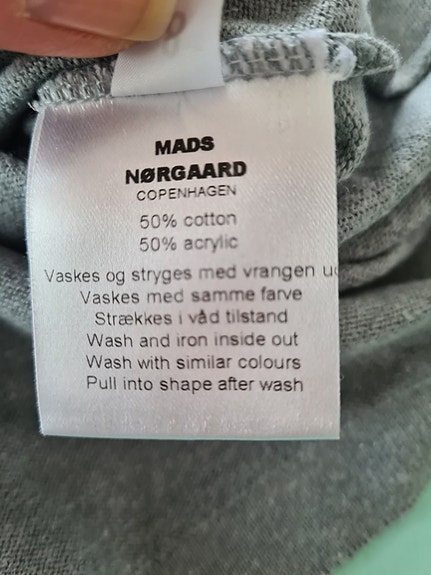 MADS
NØRGAARD
COPENHAGEN
50% cotton
50% acrylic
Vaskes og stryges med vrangen
Vaskes med samme farve
Strækkes i våd tilstand
Wash and iron inside out
Wash with similar colours
Pull into shape after wash